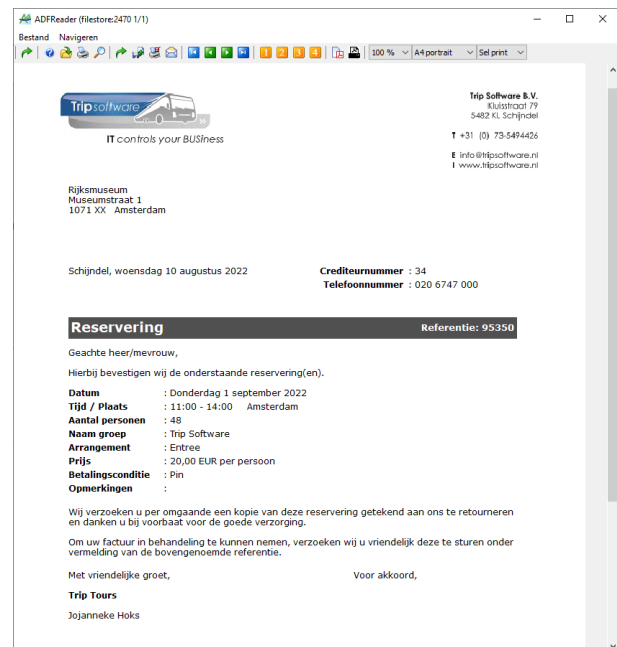 ADFReader (filestore:2470 1/1)
Bestand Navigeren
1 2 3 4 100 % A4 portrait Sel print
Tripsoftware
IT controls your BUSiness
Trip Software B.V.
Kluisstraat 79
5482 KL Schijndel
T +31 (0) 73-5494426
E info@tripsoftware.nl
I www.tripsoftware.nl
Rijksmuseum
Museumstraat 1
1071 XX Amsterdam
Schijndel, woensdag 10 augustus 2022 Crediteurnummer : 34
Telefoonnummer : 020 6747 000
Reservering Referentie: 95350
Geachte heer/mevrouw,
Hierbij bevestigen wij de onderstaande reservering(en).
Datum : Donderdag 1 september 2022
Tijd / Plaats : 11:00 - 14:00 Amsterdam
Aantal personen : 48
Naam groep : Trip Software
Arrangement : Entree
Prijs : 20,00 EUR per persoon
Betalingsconditie : Pin
Opmerkingen :
Wij verzoeken u per omgaande een kopie van deze reservering getekend aan ons te retourneren
en danken u bij voorbaat voor de goede verzorging.
Om uw factuur in behandeling te kunnen nemen, verzoeken wij u vriendelijk deze te sturen onder
vermelding van de bovengenoemde referentie.
Met vriendelijke groet, Voor akkoord,
Trip Tours
Jojanneke Hoks